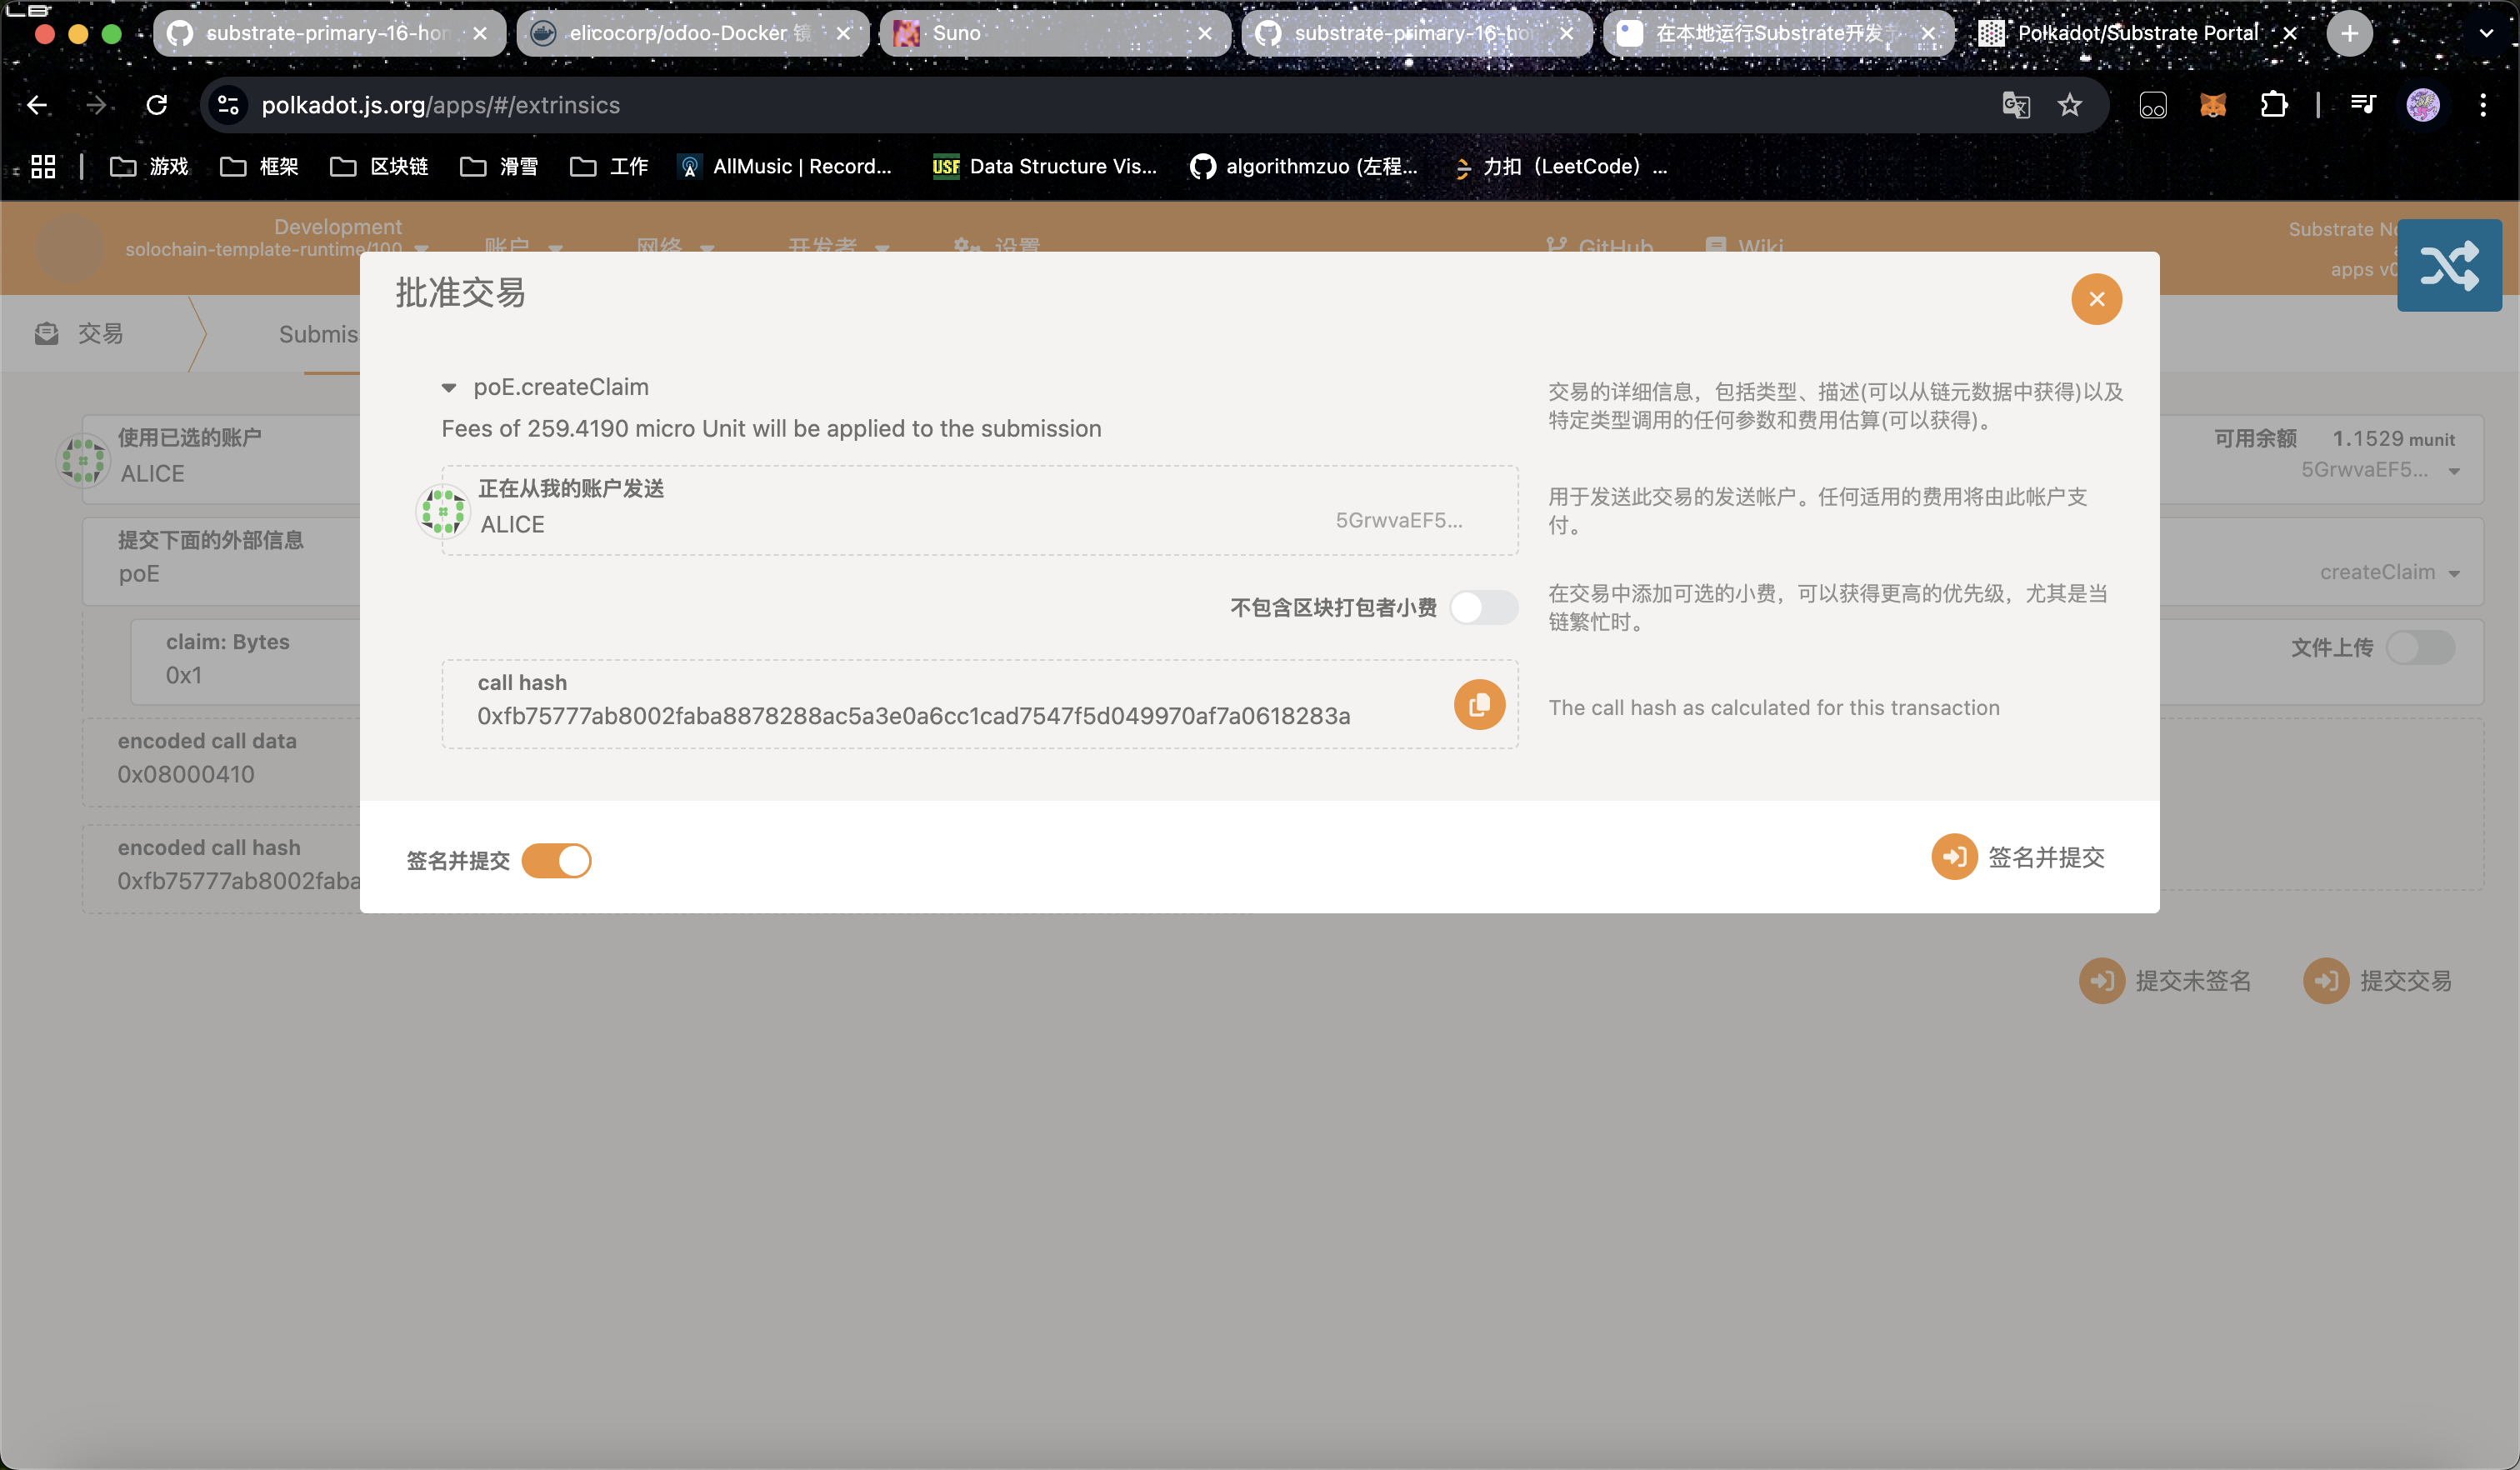 substrate-primary-16-hon
elicocorp/odoo-Docker 镜
Suno
substrate-primary-16-ho
在本地运行Substrate开发
Polkadot/Substrate Portal
polkadot.js.org/apps/#/extrinsics
游戏
框架
区块链
滑雪
工作
AllMusic | Record...
USF Data Structure Vis...
algorithmzuo (左程...
力扣（LeetCode）...
Development
solochain-template-runtime/100
账户
网络
开发者
设置
GitHub
Wiki
Substrate No
apps v0
交易
Submis
使用已选的账户
ALICE
可用余额 1.1529 munit
5GrwvaEF5...
提交下面的外部信息
poE
createClaim
claim: Bytes
0x1
文件上传
encoded call data
0x08000410
encoded call hash
0xfb75777ab8002faba
提交未签名
提交交易
批准交易
poE.createClaim
Fees of 259.4190 micro Unit will be applied to the submission
交易的详细信息，包括类型、描述(可以从链元数据中获得)以及
特定类型调用的任何参数和费用估算(可以获得)。
正在从我的账户发送
ALICE
5GrwvaEF5...
用于发送此交易的发送帐户。任何适用的费用将由此帐户支
付。
不包含区块打包者小费
在交易中添加可选的小费，可以获得更高的优先级，尤其是当
链繁忙时。
call hash
0xfb75777ab8002faba8878288ac5a3e0a6cc1cad7547f5d049970af7a0618283a
The call hash as calculated for this transaction
签名并提交
签名并提交